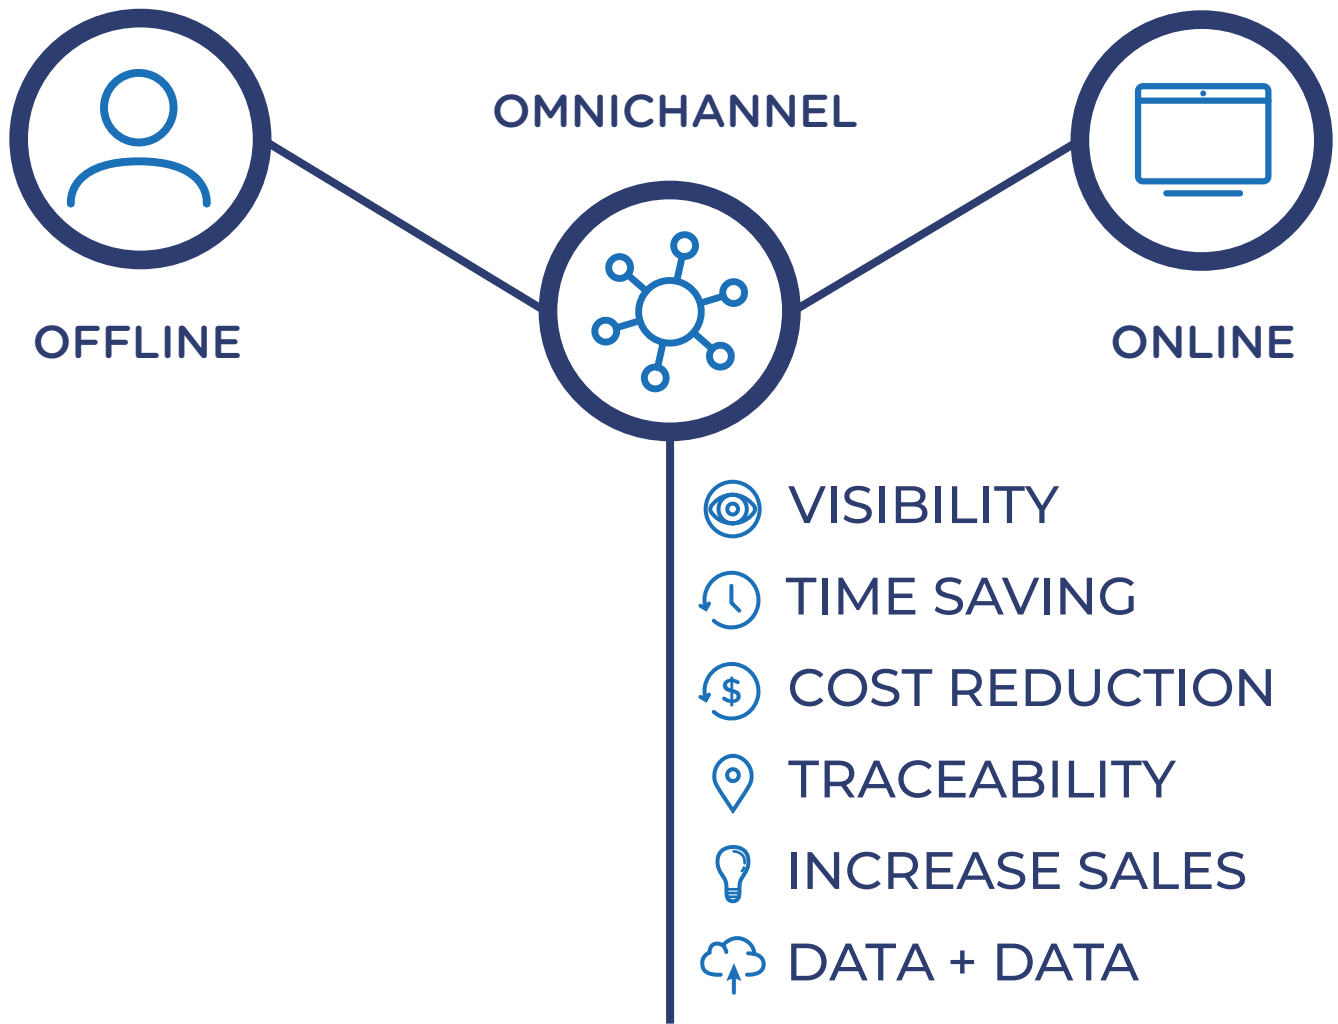 OMNICHANNEL
OFFLINE
ONLINE
VISIBILITY
TIME SAVING
$ COST REDUCTION
TRACEABILITY
INCREASE SALES
DATA + DATA